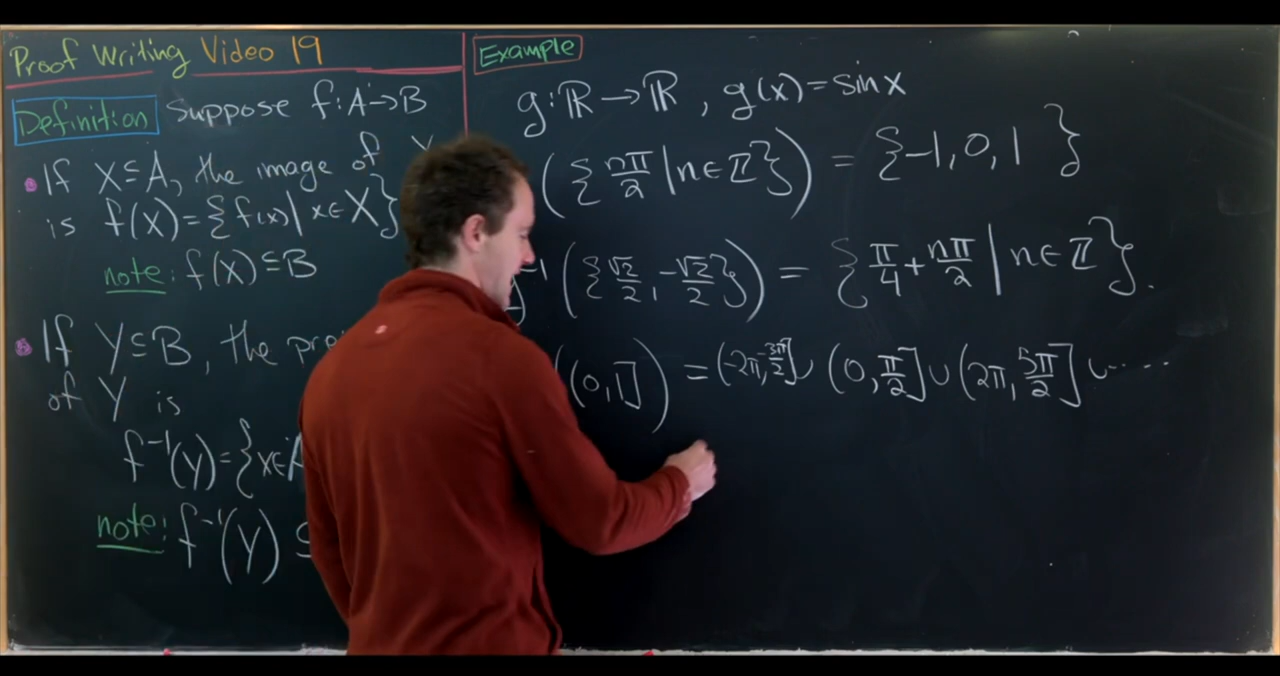 Proof Writing Video 19
Definition Suppose f: A→B
• If X⊆A, the image of X
is f(X)={f(x)| x∈X}
note: f(X)⊆B
• If Y⊆B, the
of Y is
f⁻¹(Y)={x∈A
note: f⁻¹(Y) ⊆
Example
g: ℝ→ℝ, g(x)=sin x
({nπ/2 | n∈ℤ}) = {-1, 0, 1}
⁻¹({√2/2, -√2/2}) = {π/4+nπ/2 | n∈ℤ}.
((0,1]) = (-2π, -3π/2] ∪ (0, π/2] ∪ (2π, 5π/2] ∪ .....